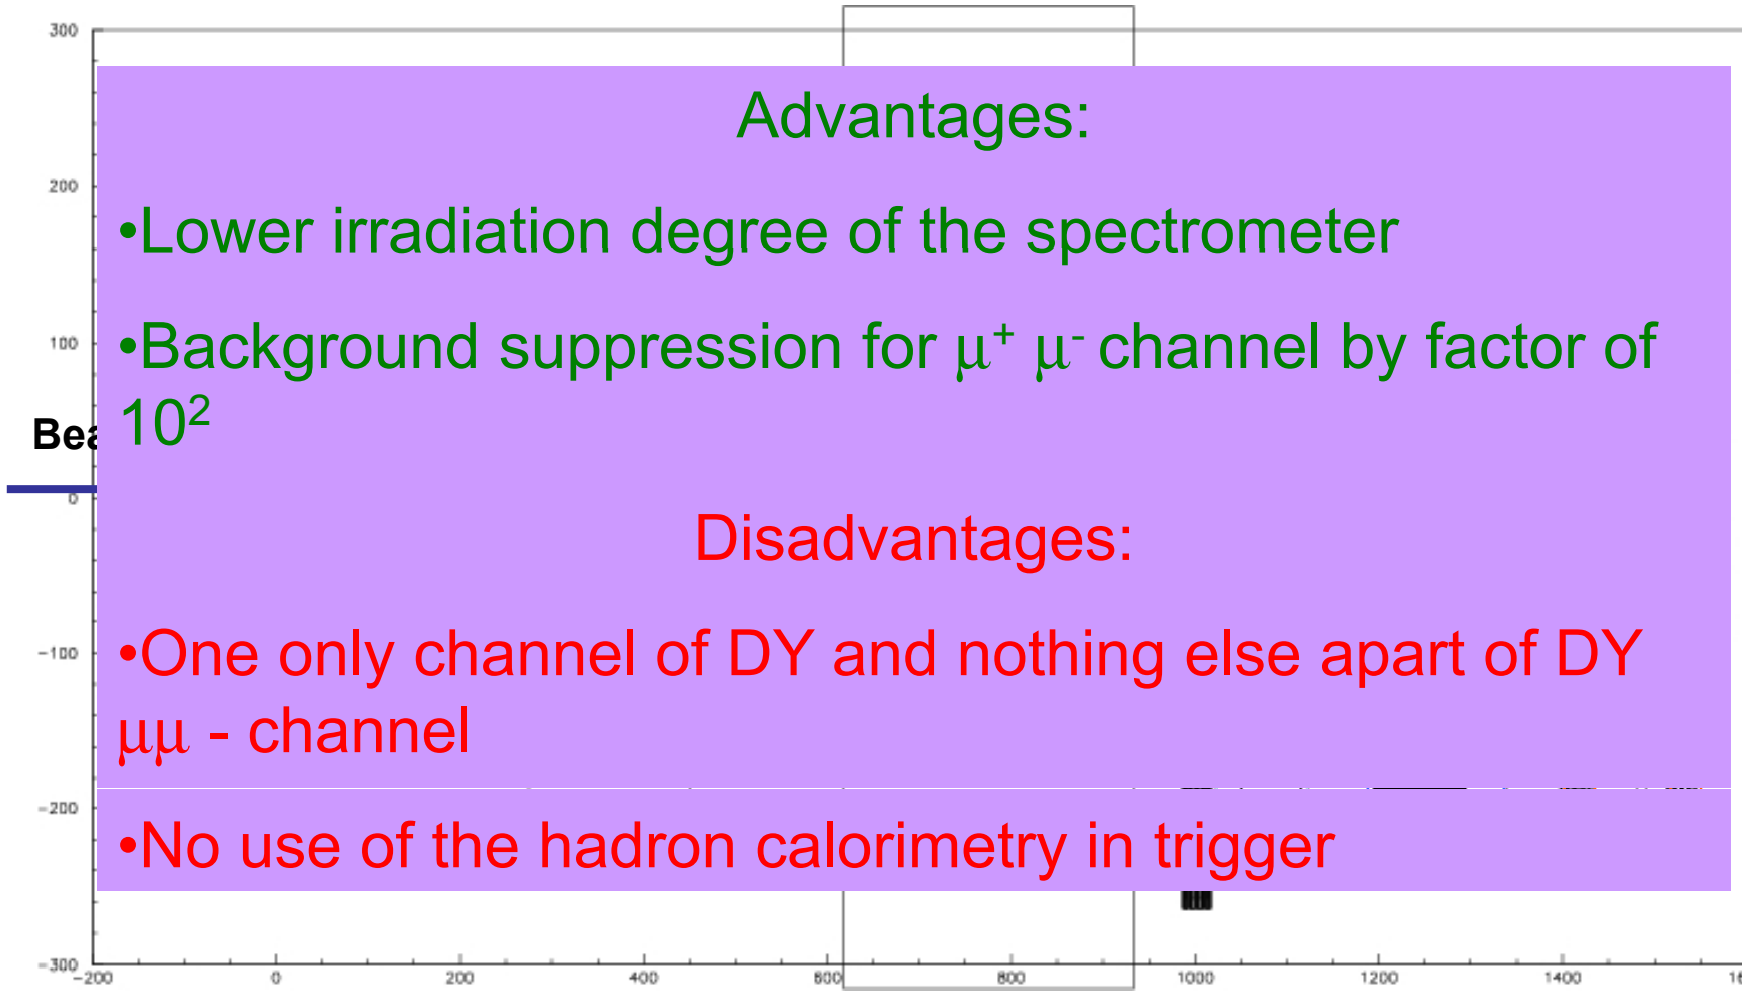 300
Advantages:
200
•Lower irradiation degree of the spectrometer
100
•Background suppression for μ⁺ μ⁻ channel by factor of
10²
0
Disadvantages:
-100
•One only channel of DY and nothing else apart of DY
μμ - channel
-200
•No use of the hadron calorimetry in trigger
-300
-200 0 200 400 600 800 1000 1200 1400